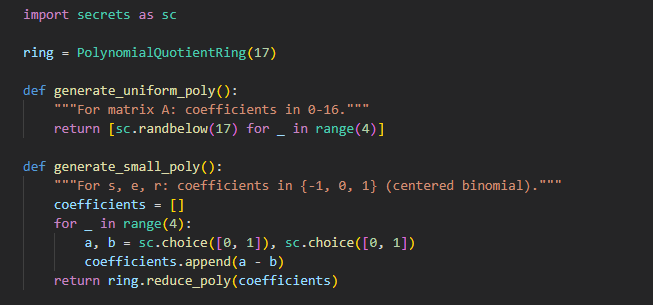 import secrets as sc
ring = PolynomialQuotientRing(17)
def generate_uniform_poly():
    """For matrix A: coefficients in 0-16."""
    return [sc.randbelow(17) for _ in range(4)]
def generate_small_poly():
    """For s, e, r: coefficients in {-1, 0, 1} (centered binomial)."""
    coefficients = []
    for _ in range(4):
        a, b = sc.choice([0, 1]), sc.choice([0, 1])
        coefficients.append(a - b)
    return ring.reduce_poly(coefficients)